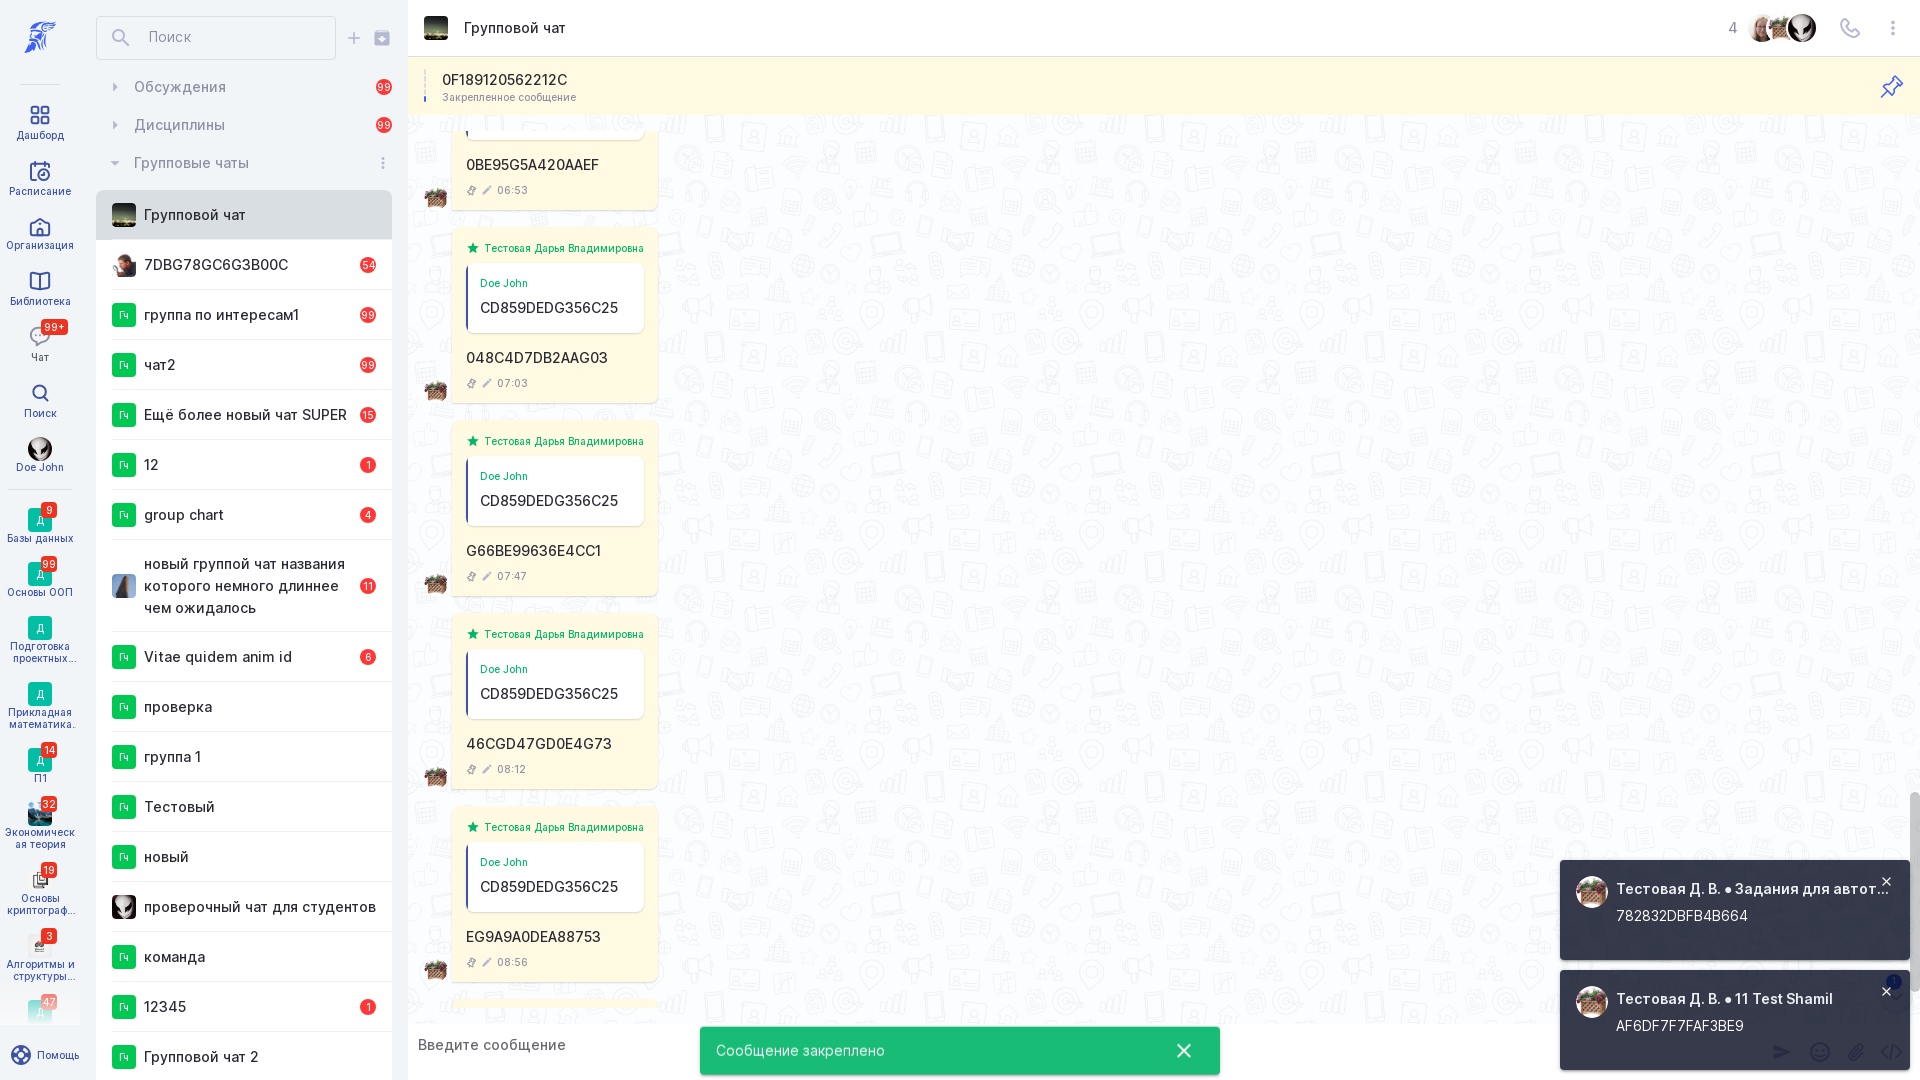 Дашборд
Расписание
Организация
Библиотека
99+
Чат
Поиск
Doe John
9
Д
Базы данных
99
Д
Основы ООП
Д
Подготовка
проектных...
Д
Прикладная
математика..
14
Д
П1
32
Экономическ
ая теория
19
Основы
криптограф...
3
Алгоритмы и
структуры...
47
Д
Помощь
Поиск
Обсуждения
99
Дисциплины
99
Групповые чаты
Групповой чат
7DBG78GC6G3B00C
54
Гч
группа по интересам1
99
Гч
чат2
99
Гч
Ещё более новый чат SUPER
15
Гч
12
1
Гч
group chart
4
новый группой чат названия
которого немного длиннее
чем ожидалось
11
Гч
Vitae quidem anim id
6
Гч
проверка
Гч
группа 1
Гч
Тестовый
Гч
новый
проверочный чат для студентов
Гч
команда
Гч
12345
1
Гч
Групповой чат 2
Групповой чат
4
0F189120562212C
Закрепленное сообщение
0BE95G5A420AAEF
06:53
Тестовая Дарья Владимировна
Doe John
CD859DEDG356C25
048C4D7DB2AAG03
07:03
Тестовая Дарья Владимировна
Doe John
CD859DEDG356C25
G66BE99636E4CC1
07:47
Тестовая Дарья Владимировна
Doe John
CD859DEDG356C25
46CGD47GD0E4G73
08:12
Тестовая Дарья Владимировна
Doe John
CD859DEDG356C25
EG9A9A0DEA88753
08:56
Введите сообщение
Сообщение закреплено
Тестовая Д. В. ● Задания для автот...
782832DBFB4B664
Тестовая Д. В. ● 11 Test Shamil
AF6DF7F7FAF3BE9